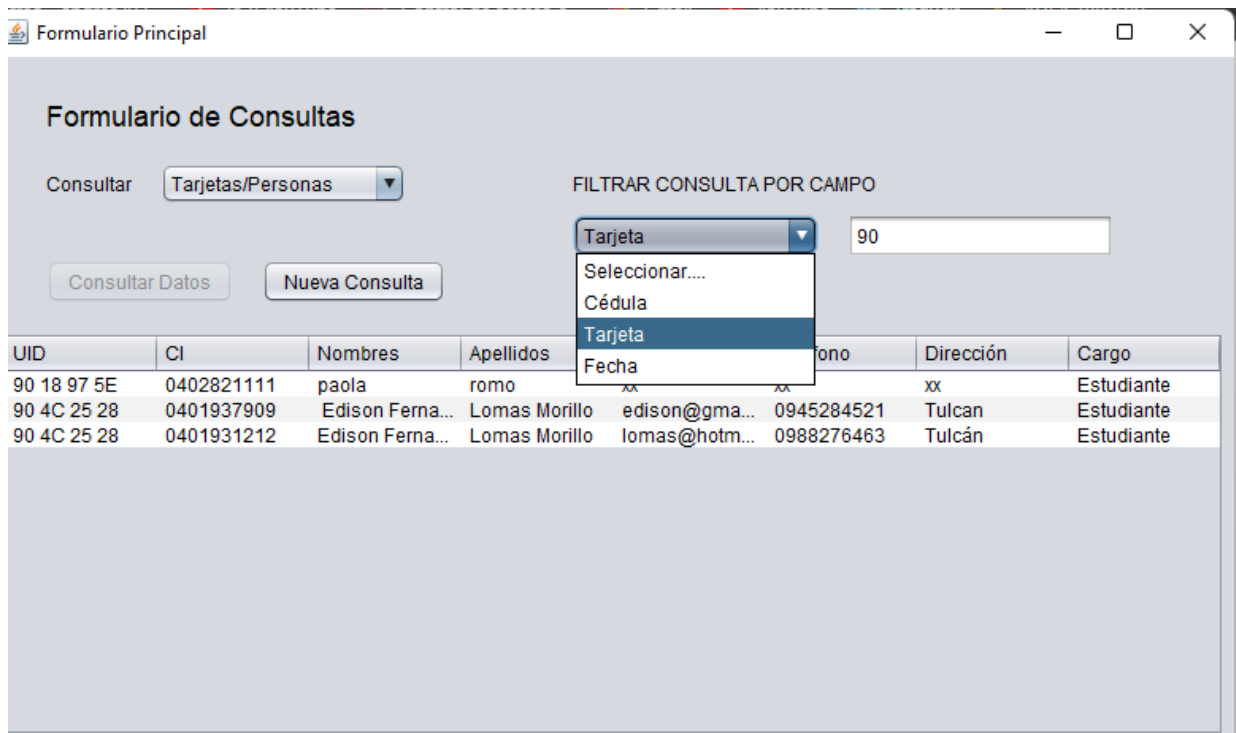 Formulario Principal
Formulario de Consultas
Consultar Tarjetas/Personas FILTRAR CONSULTA POR CAMPO
Tarjeta 90
Seleccionar....
Consultar Datos Nueva Consulta
Cédula
Tarjeta
Fecha
UID CI Nombres Apellidos fono Dirección Cargo
90 18 97 5E 0402821111 paola romo xx xx xx Estudiante
90 4C 25 28 0401937909 Edison Ferna... Lomas Morillo edison@gma... 0945284521 Tulcan Estudiante
90 4C 25 28 0401931212 Edison Ferna... Lomas Morillo lomas@hotm... 0988276463 Tulcán Estudiante